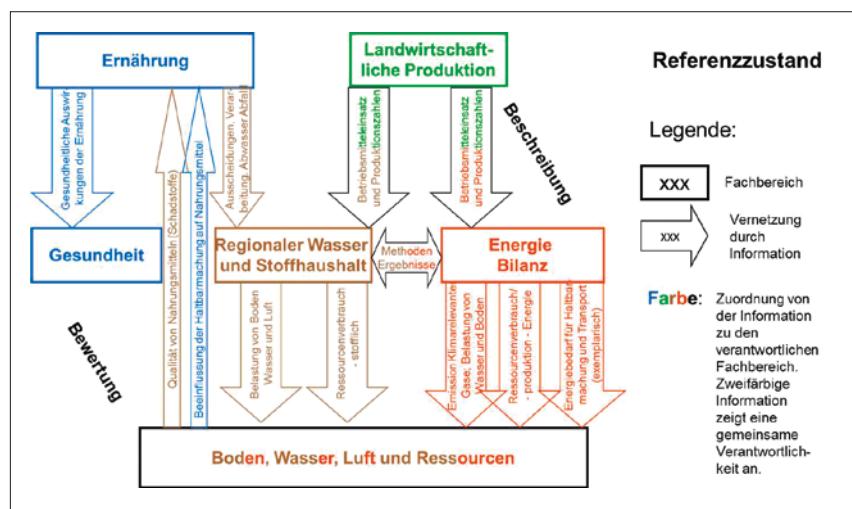 Ernährung
Landwirtschaft-
liche Produktion
Referenzzustand
Gesundheitliche Auswir-
kungen der Ernährung
Qualität von Nahrungsmitteln (Schadstoffe)
Beeinflussung der Haltbarmachung auf Nahrungsmittel
Ausscheidungen, Verar-
beitung, Abwasser Abfall
Betriebsmitteleinsatz
und Produktionszahlen
Betriebsmitteleinsatz
und Produktionszahlen
Beschreibung
Gesundheit
Regionaler Wasser
und Stoffhaushalt
Methoden
Ergebnisse
Energie
Bilanz
Bewertung
Belastung von Boden
Wasser und Luft
Ressourcenverbrauch
- stofflich
Emission Klimarelevanter
Gase; Belastung von
Wasser und Boden
Ressourcenverbrauch/
- produktion - Energie
Energiebedarf für Haltbar-
machung und Transport
(exemplarisch)
Boden, Wasser, Luft und Ressourcen
Legende:
xxx
Fachbereich
xxx
Vernetzung
durch
Information
Farbe:
Zuordnung von
der Information
zu den
verantwortlichen
Fachbereich.
Zweifärbige
Information
zeigt eine
gemeinsame
Verantwortlich-
keit an.